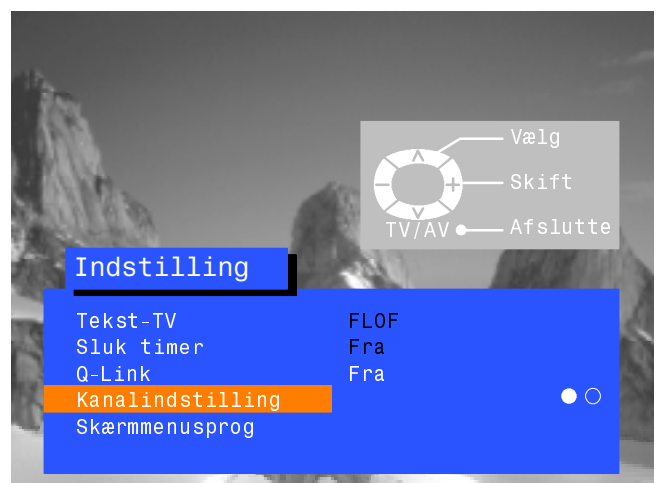 Vælg
Skift
TV/AV Afslutte
Indstilling
Tekst-TV FLOF
Sluk timer Fra
Q-Link Fra
Kanalindstilling
Skærmmenusprog